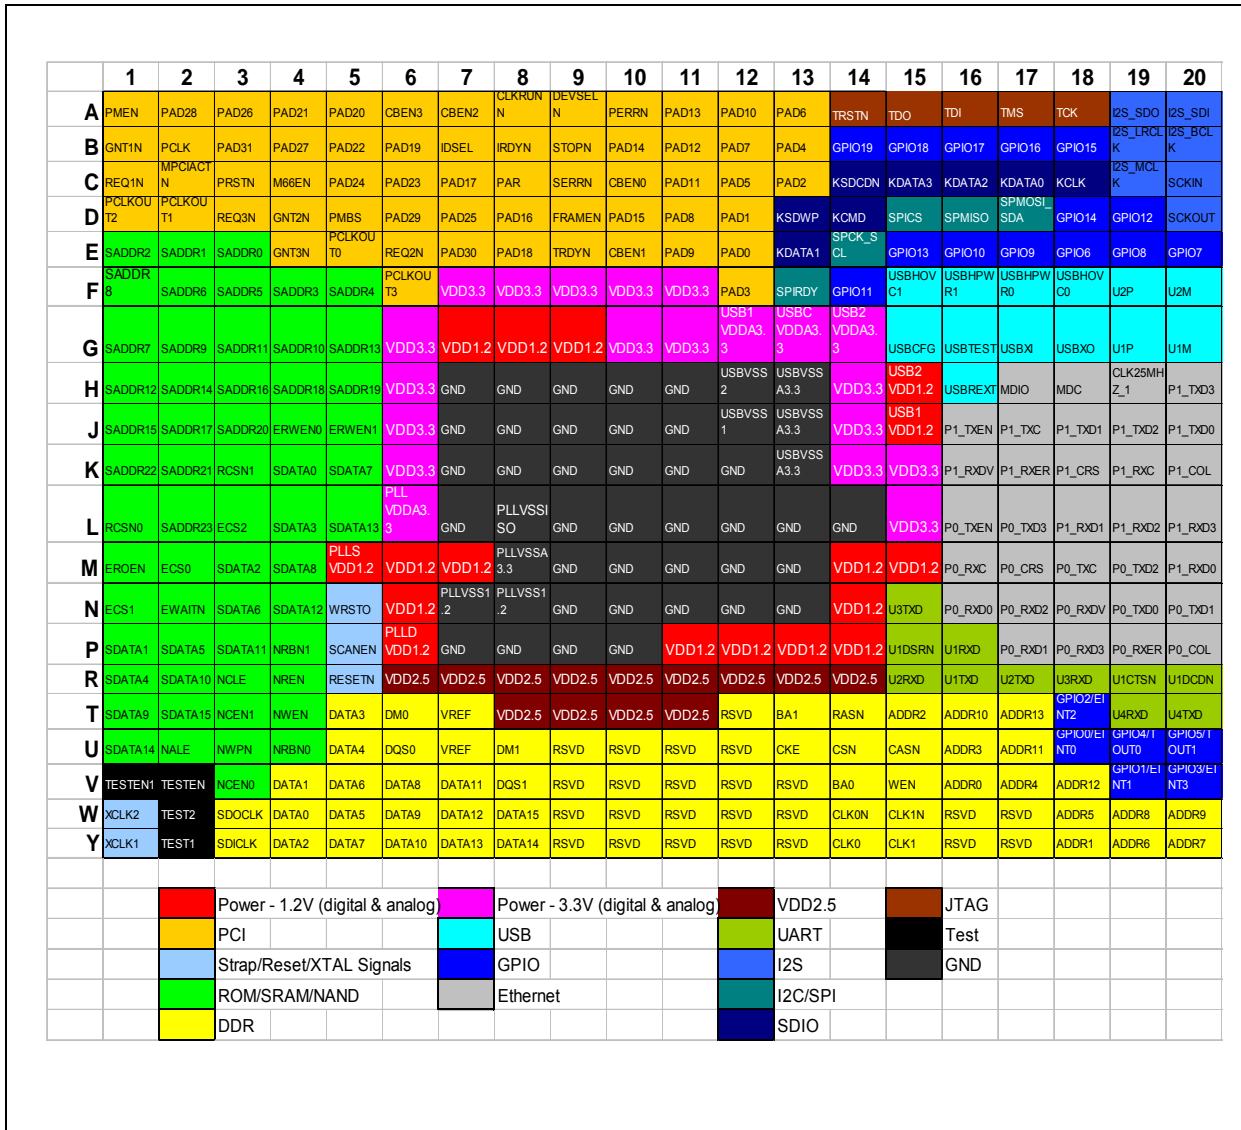 1 2 3 4 5 6 7 8 9 10 11 12 13 14 15 16 17 18 19 20
A PMEN PAD28 PAD26 PAD21 PAD20 CBEN3 CBEN2 CLKRUNN DEVSELN PERRN PAD13 PAD10 PAD6 TRSTN TDO TDI TMS TCK I2S_SDO I2S_SDI
B GNT1N PCLK PAD31 PAD27 PAD22 PAD19 IDSEL IRDYN STOPN PAD14 PAD12 PAD7 PAD4 GPIO19 GPIO18 GPIO17 GPIO16 GPIO15 I2S_LRCLK I2S_BCLK
C REQ1N MPCIACTN PRSTN M66EN PAD24 PAD23 PAD17 PAR SERRN CBEN0 PAD11 PAD5 PAD2 KSDCDN KDATA3 KDATA2 KDATA0 KCLK I2S_MCLK SCKIN
D PCLKOUT2 PCLKOUT1 REQ3N GNT2N PMBS PAD29 PAD25 PAD16 FRAMEN PAD15 PAD8 PAD1 KSDWP KCMD SPICS SPMISO SPMOSI_SDA GPIO14 GPIO12 SCKOUT
E SADDR2 SADDR1 SADDR0 GNT3N PCLKOUT0 REQ2N PAD30 PAD18 TRDYN CBEN1 PAD9 PAD0 KDATA1 SPCK_SCL GPIO13 GPIO10 GPIO9 GPIO6 GPIO8 GPIO7
F SADDR8 SADDR6 SADDR5 SADDR3 SADDR4 PCLKOUT3 VDD3.3 VDD3.3 VDD3.3 VDD3.3 VDD3.3 PAD3 SPIRDY GPIO11 USBHOVC1 USBHPWR1 USBHPWR0 USBHOVC0 U2P U2M
G SADDR7 SADDR9 SADDR11 SADDR10 SADDR13 VDD3.3 VDD1.2 VDD1.2 VDD1.2 VDD3.3 VDD3.3 USB1 VDDA3.3 USBC VDDA3.3 USB2 VDDA3.3 USBCFG USBTEST USBXI USBXO U1P U1M
H SADDR12 SADDR14 SADDR16 SADDR18 SADDR19 VDD3.3 GND GND GND GND GND USBVSS2 USBVSSA3.3 VDD3.3 USB2 VDD1.2 USBREXT MDIO MDC CLK25MHZ_1 P1_TXD3
J SADDR15 SADDR17 SADDR20 ERWEN0 ERWEN1 VDD3.3 GND GND GND GND GND USBVSS1 USBVSSA3.3 VDD3.3 USB1 VDD1.2 P1_TXEN P1_TXC P1_TXD1 P1_TXD2 P1_TXD0
K SADDR22 SADDR21 RCSN1 SDATA0 SDATA7 VDD3.3 GND GND GND GND GND GND USBVSSA3.3 VDD3.3 VDD3.3 P1_RXDV P1_RXER P1_CRS P1_RXC P1_COL
L RCSN0 SADDR23 ECS2 SDATA3 SDATA13 PLL VDDA3.3 GND PLLVSSISO GND GND GND GND GND GND VDD3.3 P0_TXEN P0_TXD3 P1_RXD1 P1_RXD2 P1_RXD3
M EROEN ECS0 SDATA2 SDATA8 PLLS VDD1.2 VDD1.2 VDD1.2 PLLVSSA3.3 GND GND GND GND GND VDD1.2 VDD1.2 P0_RXC P0_CRS P0_TXC P0_TXD2 P1_RXD0
N ECS1 EWAITN SDATA6 SDATA12 WRSTO VDD1.2 PLLVSS1.2 PLLVSS1.2 GND GND GND GND GND VDD1.2 U3TXD P0_RXD0 P0_RXD2 P0_RXDV P0_TXD0 P0_TXD1
P SDATA1 SDATA5 SDATA11 NRBN1 SCANEN PLLD VDD1.2 GND GND GND GND VDD1.2 VDD1.2 VDD1.2 VDD1.2 U1DSRN U1RXD P0_RXD1 P0_RXD3 P0_RXER P0_COL
R SDATA4 SDATA10 NCLE NREN RESETN VDD2.5 VDD2.5 VDD2.5 VDD2.5 VDD2.5 VDD2.5 VDD2.5 VDD2.5 VDD2.5 U2RXD U1TXD U2TXD U3RXD U1CTSN U1DCDN
T SDATA9 SDATA15 NCEN1 NWEN DATA3 DM0 VREF VDD2.5 VDD2.5 VDD2.5 VDD2.5 RSVD BA1 RASN ADDR2 ADDR10 ADDR13 GPIO2/EINT2 U4RXD U4TXD
U SDATA14 NALE NWPN NRBN0 DATA4 DQS0 VREF DM1 RSVD RSVD RSVD RSVD CKE CSN CASN ADDR3 ADDR11 GPIO0/EINT0 GPIO4/TOUT0 GPIO5/TOUT1
V TESTEN1 TESTEN NCEN0 DATA1 DATA6 DATA8 DATA11 DQS1 RSVD RSVD RSVD RSVD RSVD BA0 WEN ADDR0 ADDR4 ADDR12 GPIO1/EINT1 GPIO3/EINT3
W XCLK2 TEST2 SDOCLK DATA0 DATA5 DATA9 DATA12 DATA15 RSVD RSVD RSVD RSVD RSVD CLK0N CLK1N RSVD RSVD ADDR5 ADDR8 ADDR9
Y XCLK1 TEST1 SDICLK DATA2 DATA7 DATA10 DATA13 DATA14 RSVD RSVD RSVD RSVD RSVD CLK0 CLK1 RSVD RSVD ADDR1 ADDR6 ADDR7
Power - 1.2V (digital & analog) Power - 3.3V (digital & analog) VDD2.5 JTAG
PCI USB UART Test
Strap/Reset/XTAL Signals GPIO I2S GND
ROM/SRAM/NAND Ethernet I2C/SPI
DDR SDIO